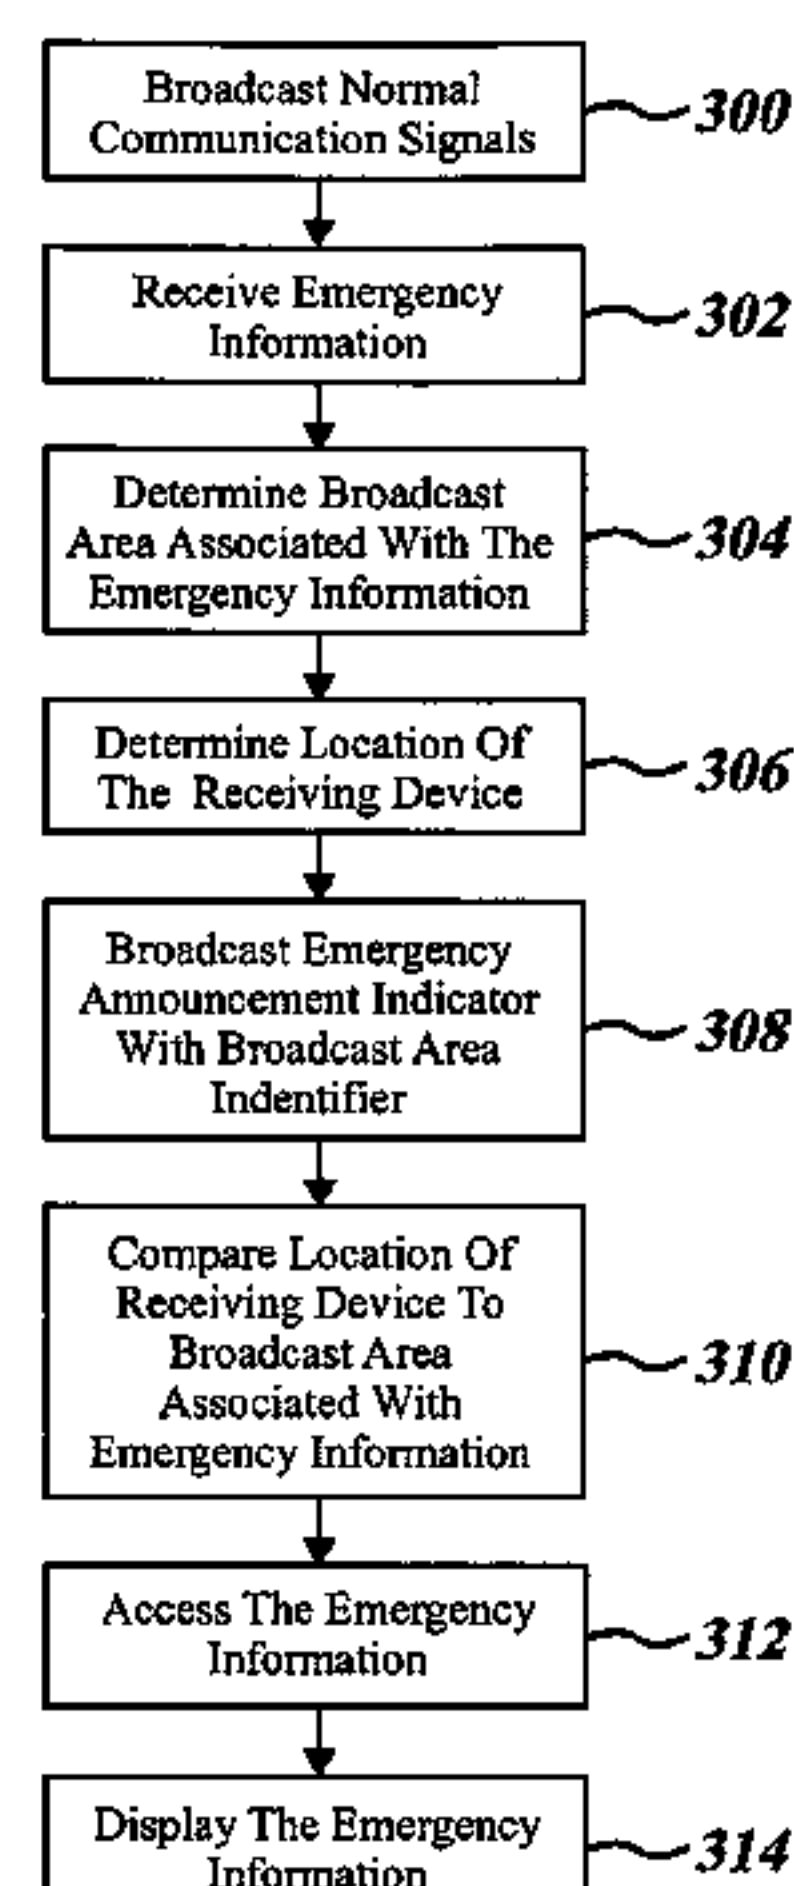 Broadcast Normal
Communication Signals
300
Receive Emergency
Information
302
Determine Broadcast
Area Associated With The
Emergency Information
304
Determine Location Of
The Receiving Device
306
Broadcast Emergency
Announcement Indicator
With Broadcast Area
Indentifier
308
Compare Location Of
Receiving Device To
Broadcast Area
Associated With
Emergency Information
310
Access The Emergency
Information
312
Display The Emergency
Information
314